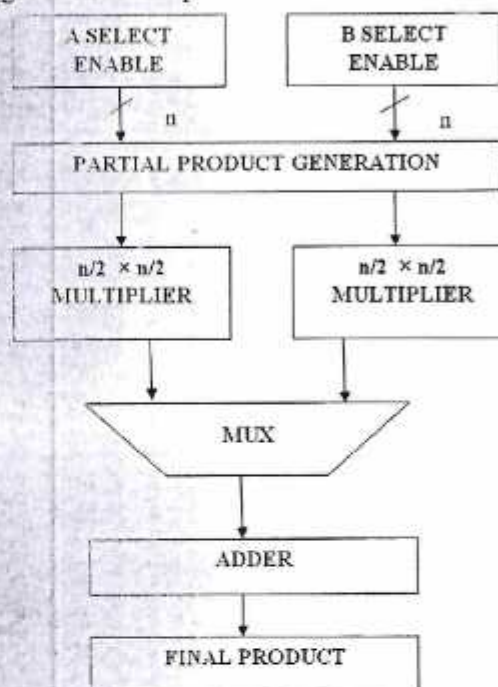 A SELECT
ENABLE
B SELECT
ENABLE
n
n
PARTIAL PRODUCT GENERATION
n/2 × n/2
MULTIPLIER
n/2 × n/2
MULTIPLIER
MUX
ADDER
FINAL PRODUCT